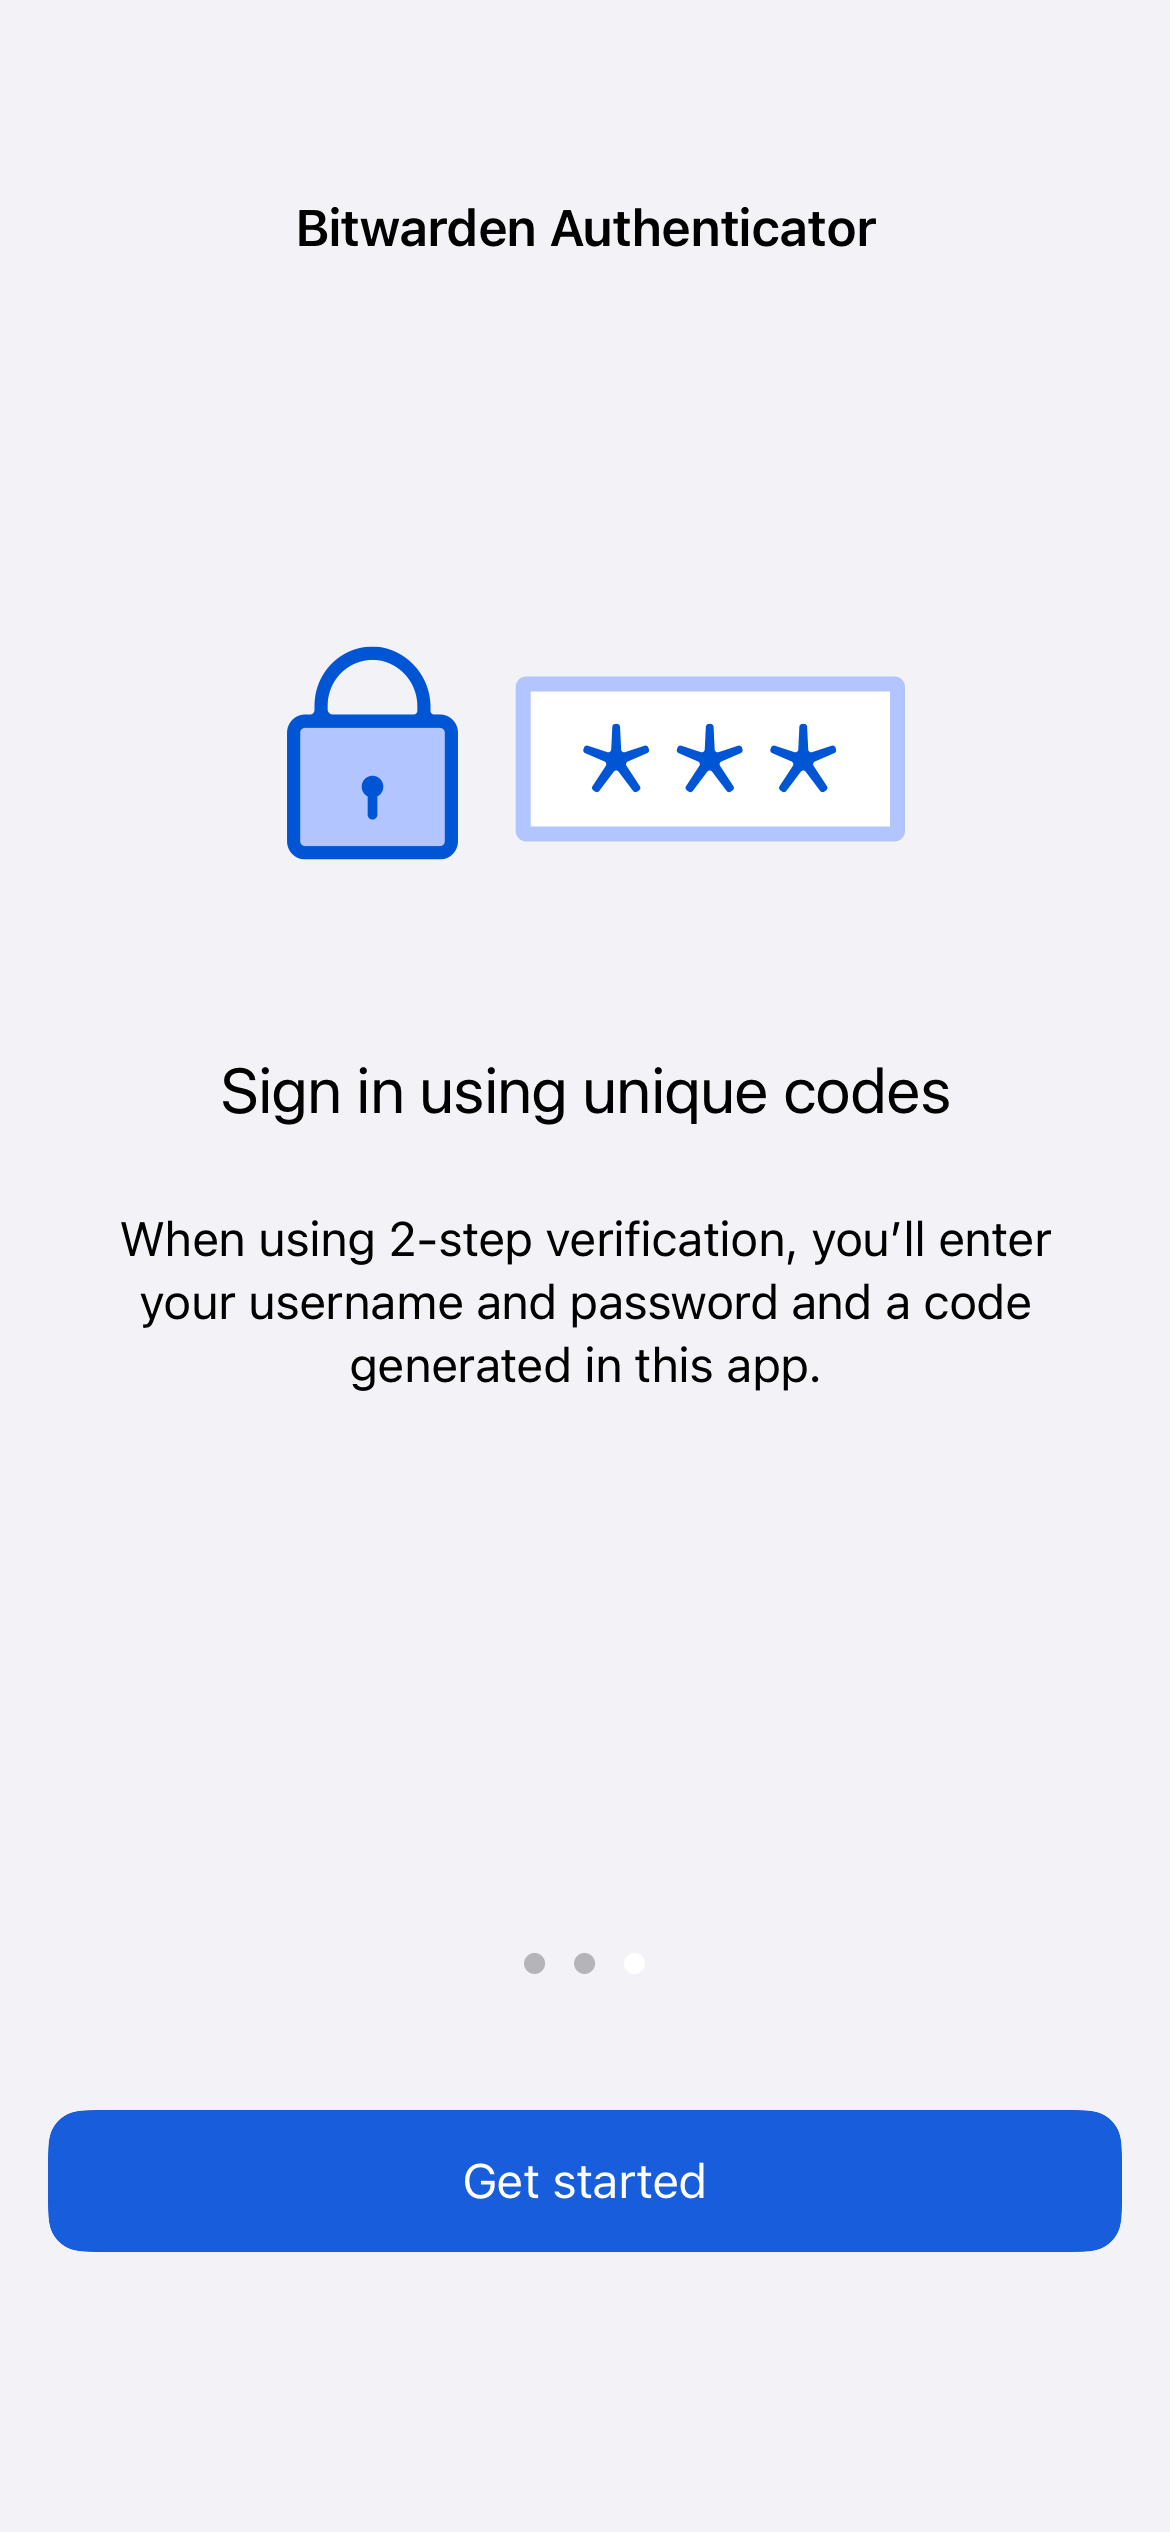 Bitwarden Authenticator
***
Sign in using unique codes
When using 2-step verification, you’ll enter
your username and password and a code
generated in this app.
Get started